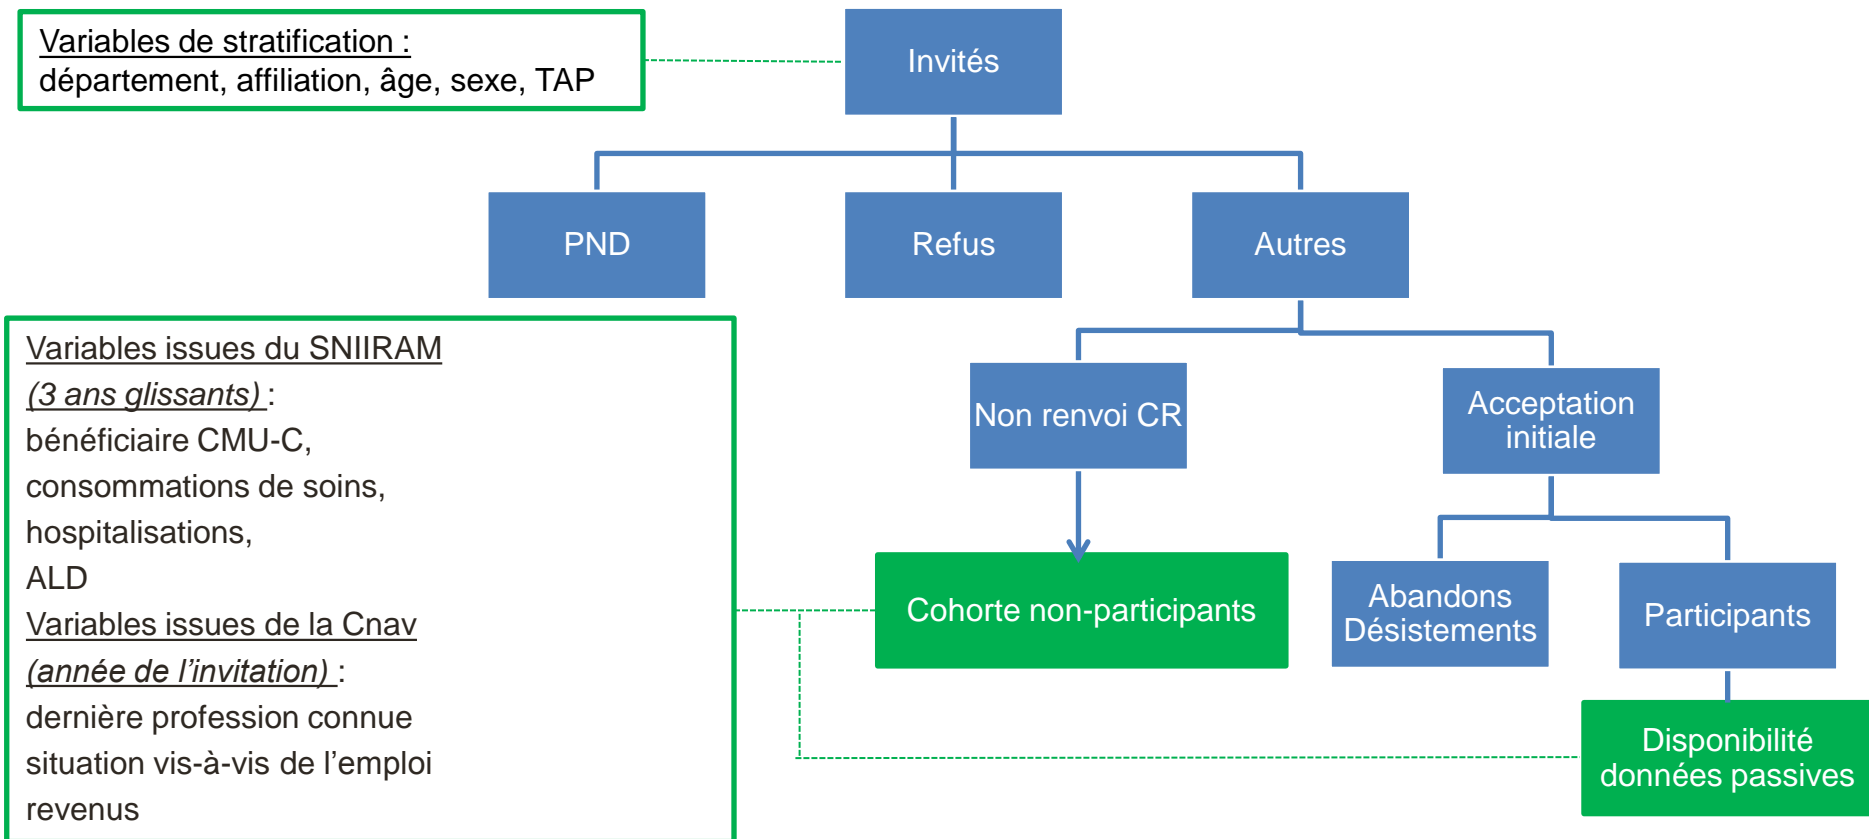 Variables de stratification :
département, affiliation, âge, sexe, TAP
Invités
PND
Refus
Autres
Variables issues du SNIIRAM
(3 ans glissants) :
bénéficiaire CMU-C,
consommations de soins,
hospitalisations,
ALD
Variables issues de la Cnav
(année de l’invitation) :
dernière profession connue
situation vis-à-vis de l’emploi
revenus
Non renvoi CR
Acceptation
initiale
Cohorte non-participants
Abandons
Désistements
Participants
Disponibilité
données passives